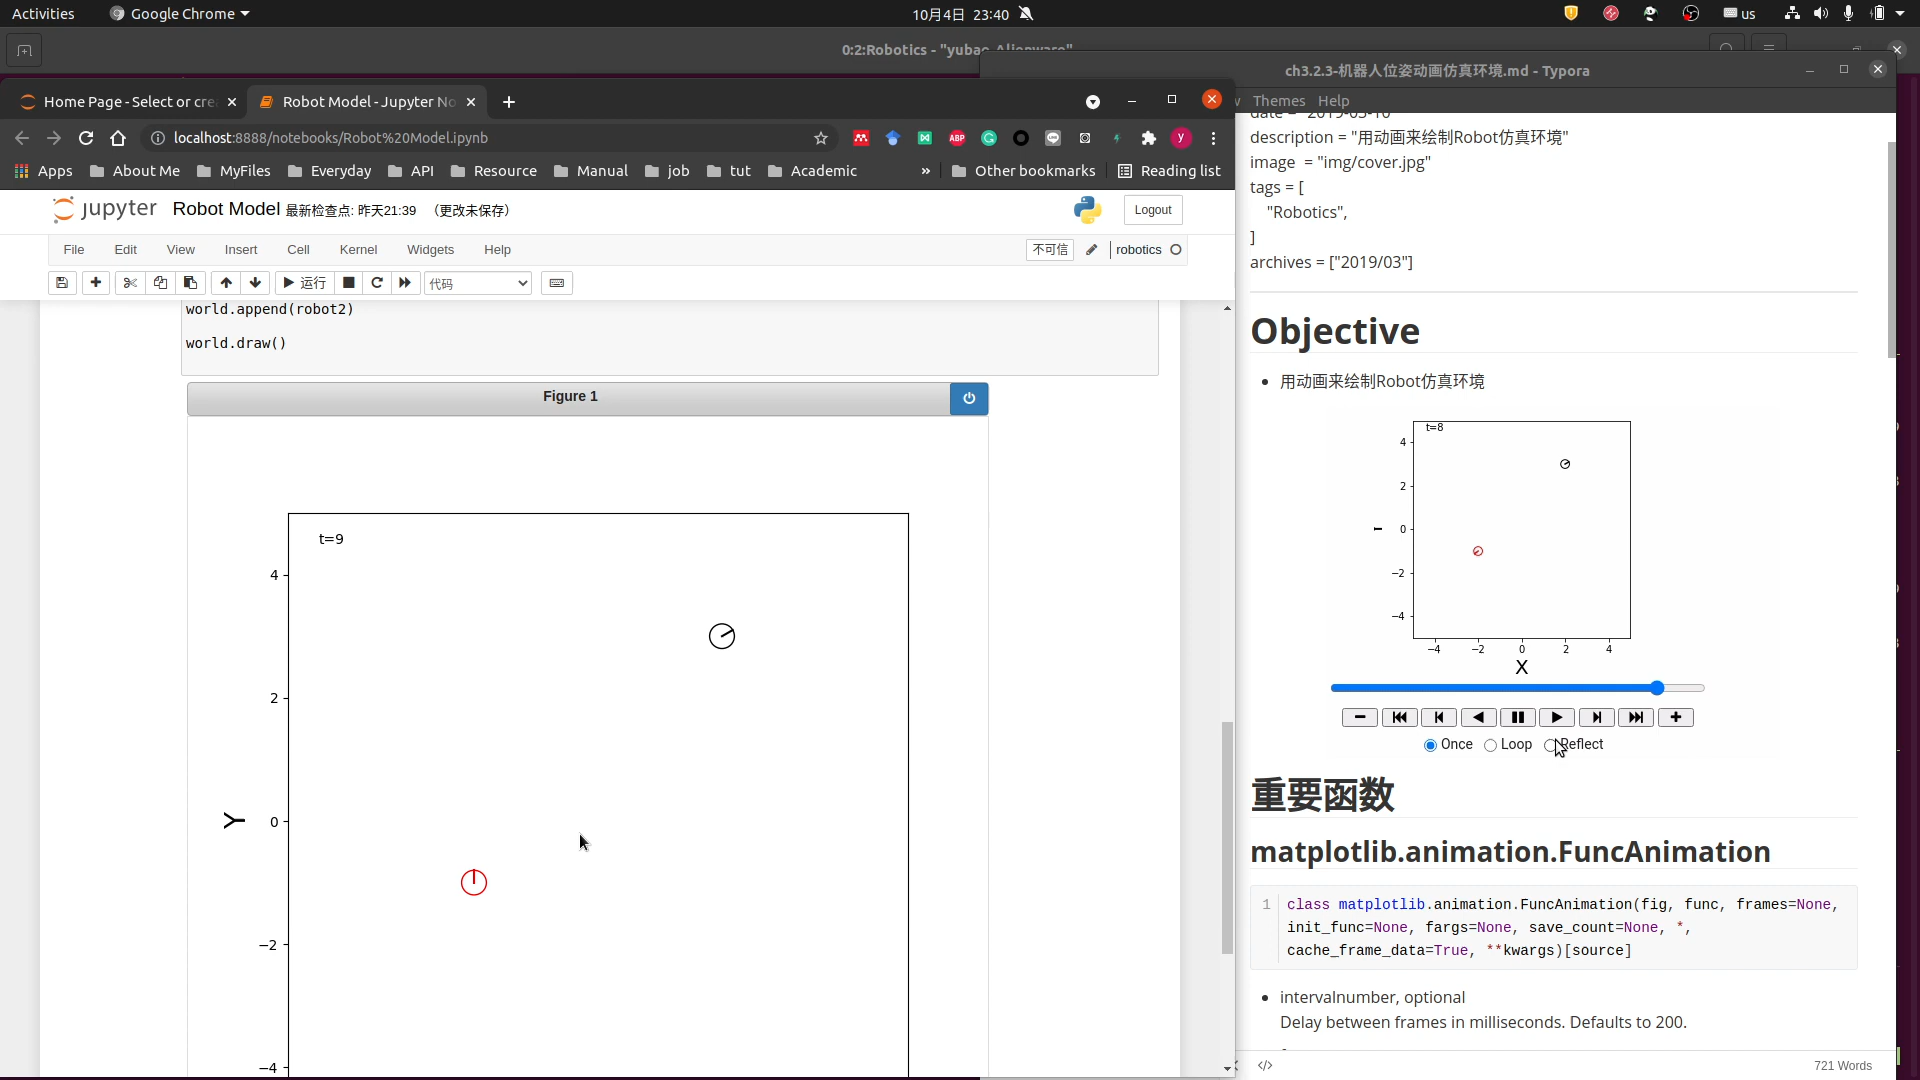 Activities
Google Chrome
10月4日 23:40
us
0:2:Robotics - "yubao-Alienware"
ch3.2.3-机器人位姿动画仿真环境.md - Typora
Home Page - Select or cre
Robot Model - Jupyter No
Themes Help
localhost:8888/notebooks/Robot%20Model.ipynb
ABP
y
Apps
About Me
MyFiles
Everyday
API
Resource
Manual
job
tut
Academic
»
Other bookmarks
Reading list
jupyter
Robot Model 最新检查点: 昨天21:39 (更改未保存)
Logout
File
Edit
View
Insert
Cell
Kernel
Widgets
Help
不可信
robotics
运行
代码
world.append(robot2)
world.draw()
Figure 1
t=9
4
2
0
−2
−4
Y
date = "2019-03-10"
description = "用动画来绘制Robot仿真环境"
image = "img/cover.jpg"
tags = [
"Robotics",
]
archives = ["2019/03"]
Objective
用动画来绘制Robot仿真环境
t=8
4
2
0
−2
−4
−4 −2 0 2 4
X
Once Loop Reflect
重要函数
matplotlib.animation.FuncAnimation
1 class matplotlib.animation.FuncAnimation(fig, func, frames=None,
init_func=None, fargs=None, save_count=None, *,
cache_frame_data=True, **kwargs)[source]
intervalnumber, optional
Delay between frames in milliseconds. Defaults to 200.
</>
721 Words